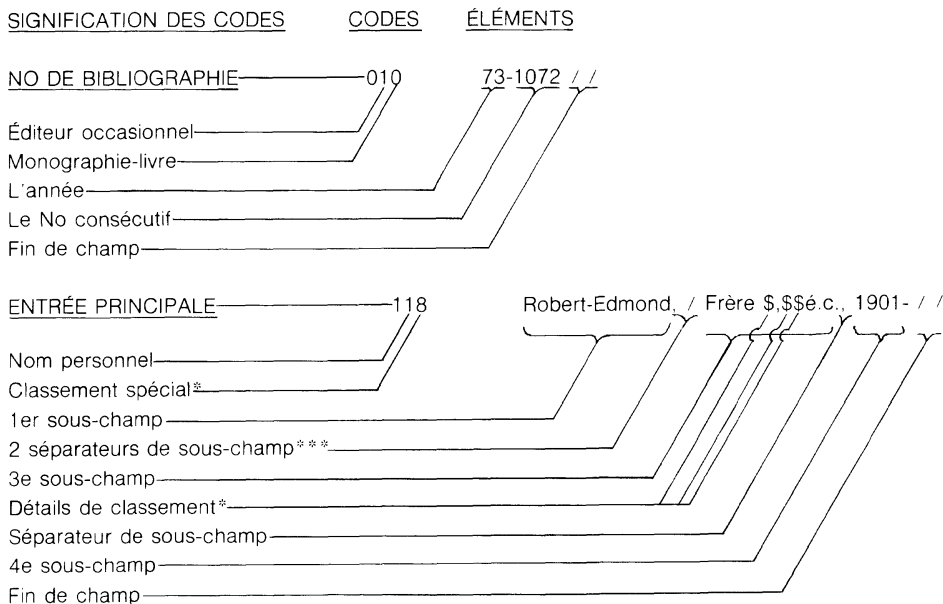 SIGNIFICATION DES CODES CODES ÉLÉMENTS
NO DE BIBLIOGRAPHIE 010 73-1072 / /
Éditeur occasionnel
Monographie-livre
L'année
Le No consécutif
Fin de champ
ENTRÉE PRINCIPALE 118 Robert-Edmond, / Frère $,$$é.c., 1901- / /
Nom personnel
Classement spécial*
1er sous-champ
2 séparateurs de sous-champ***
3e sous-champ
Détails de classement*
Séparateur de sous-champ
4e sous-champ
Fin de champ